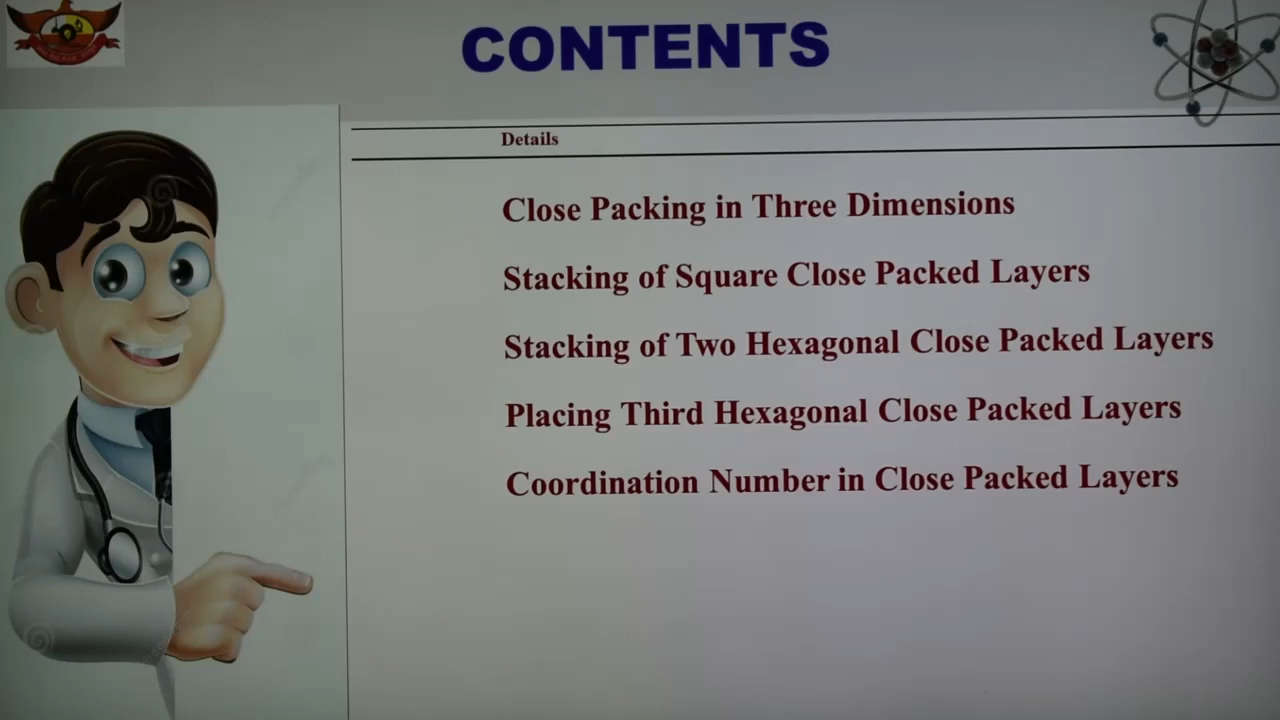 CONTENTS
Details
Close Packing in Three Dimensions
Stacking of Square Close Packed Layers
Stacking of Two Hexagonal Close Packed Layers
Placing Third Hexagonal Close Packed Layers
Coordination Number in Close Packed Layers